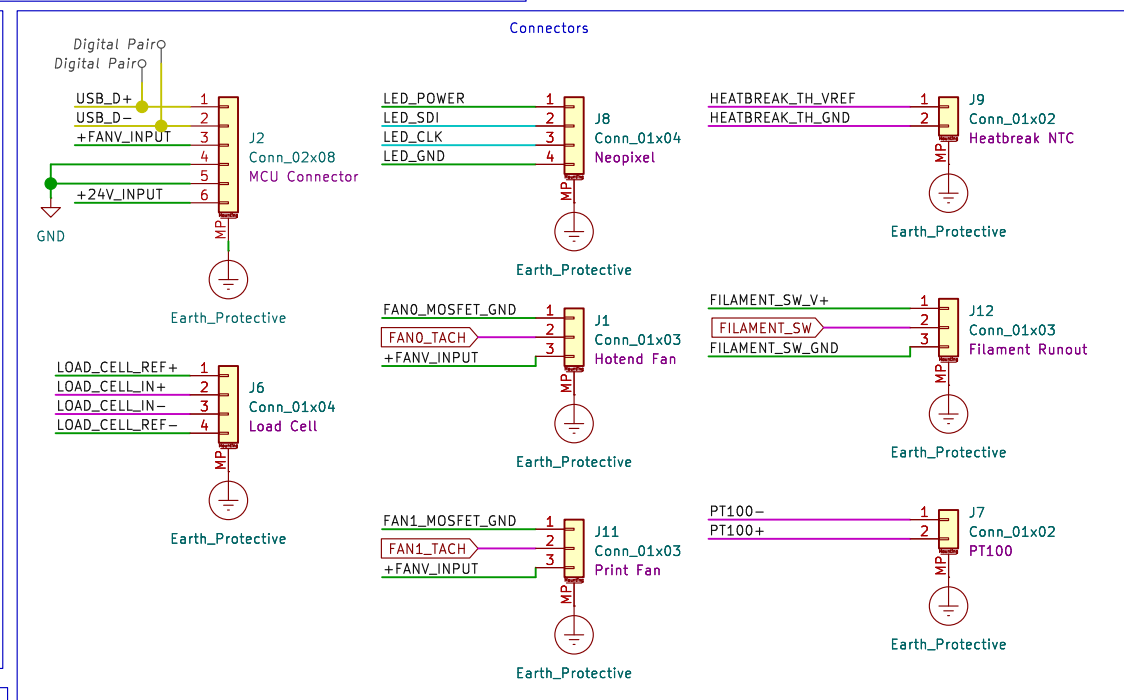 Connectors
Digital Pair
Digital Pair
USB_D+ 1
USB_D- 2
+FANV_INPUT 3
4
5
+24V_INPUT 6
J2
Conn_02x08
MCU Connector
GND
MP
Earth_Protective
LOAD_CELL_REF+ 1
LOAD_CELL_IN+ 2
LOAD_CELL_IN- 3
LOAD_CELL_REF- 4
J6
Conn_01x04
Load Cell
MP
Earth_Protective
LED_POWER 1
LED_SDI 2
LED_CLK 3
LED_GND 4
J8
Conn_01x04
Neopixel
MP
Earth_Protective
FAN0_MOSFET_GND 1
FAN0_TACH 2
+FANV_INPUT 3
J1
Conn_01x03
Hotend Fan
MP
Earth_Protective
FAN1_MOSFET_GND 1
FAN1_TACH 2
+FANV_INPUT 3
J11
Conn_01x03
Print Fan
MP
Earth_Protective
HEATBREAK_TH_VREF 1
HEATBREAK_TH_GND 2
J9
Conn_01x02
Heatbreak NTC
MP
Earth_Protective
FILAMENT_SW_V+ 1
FILAMENT_SW 2
FILAMENT_SW_GND 3
J12
Conn_01x03
Filament Runout
MP
Earth_Protective
PT100- 1
PT100+ 2
J7
Conn_01x02
PT100
MP
Earth_Protective